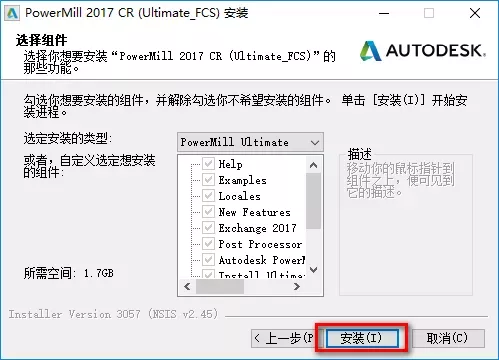 PowerMill 2017 CR (Ultimate_FCS) 安装
选择组件
选择你想要安装“PowerMill 2017 CR (Ultimate_FCS)”的
那些功能。
AUTODESK.
勾选你想要安装的组件，并解除勾选你不希望安装的组件。 单击 [安装(I)] 开始安
装进程。
选定安装的类型:
PowerMill Ultimate
或者，自定义选定想安装
的组件:
Help
Examples
Locales
New Features
Exchange 2017
Post Processor
Autodesk PowerM
Install Ultima
描述
移动你的鼠标指针到
组件之上，便可见到
它的描述。
所需空间: 1.7GB
Installer Version 3057 (NSIS v2.45)
< 上一步(P
安装(I)
取消(C)